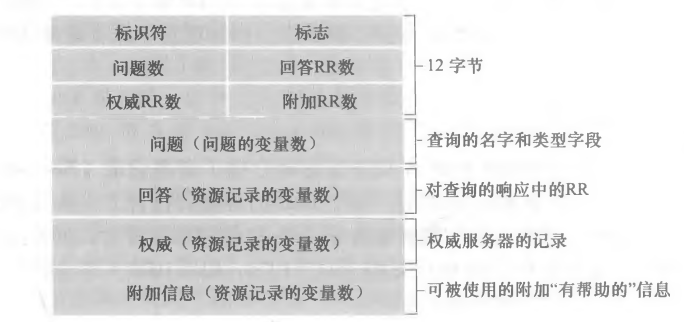 标识符 标志
问题数 回答RR数 12 字节
权威RR数 附加RR数
问题（问题的变量数） 查询的名字和类型字段
回答（资源记录的变量数） 对查询的响应中的RR
权威（资源记录的变量数） 权威服务器的记录
附加信息（资源记录的变量数） 可被使用的附加“有帮助的”信息